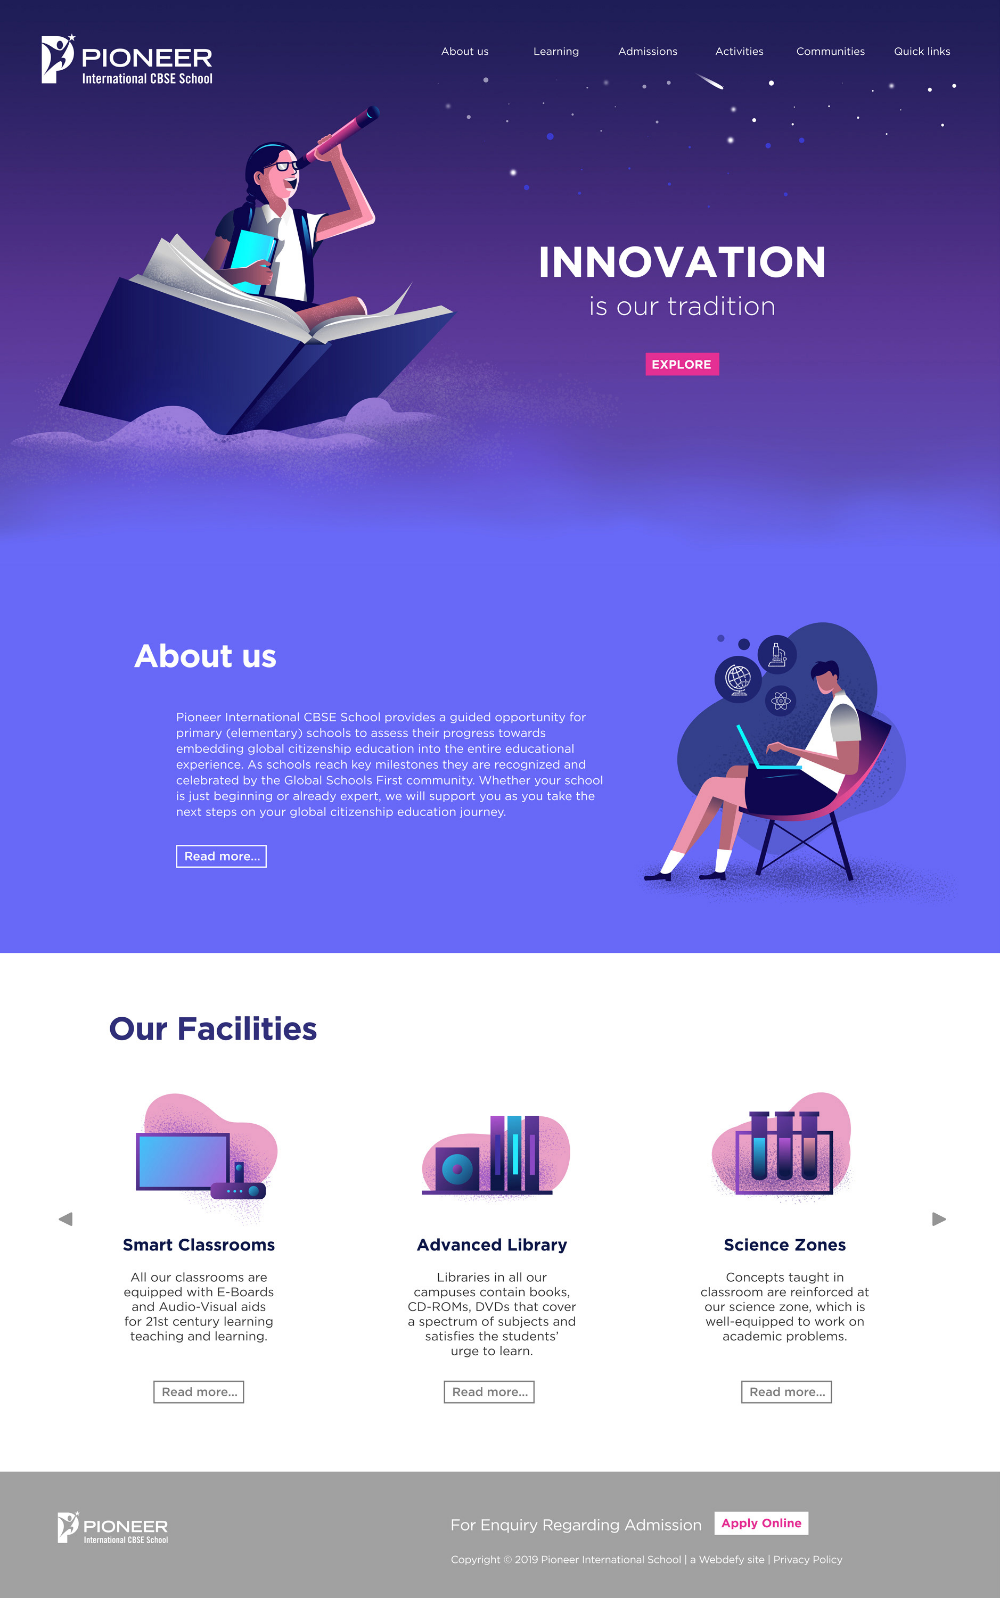 PIONEER
International CBSE School
About us
Learning
Admissions
Activities
Communities
Quick links
INNOVATION
is our tradition
EXPLORE
About us
Pioneer International CBSE School provides a guided opportunity for
primary (elementary) schools to assess their progress towards
embedding global citizenship education into the entire educational
experience. As schools reach key milestones they are recognized and
celebrated by the Global Schools First community. Whether your school
is just beginning or already expert, we will support you as you take the
next steps on your global citizenship education journey.
Read more...
Our Facilities
Smart Classrooms
All our classrooms are
equipped with E-Boards
and Audio-Visual aids
for 21st century learning
teaching and learning.
Read more...
Advanced Library
Libraries in all our
campuses contain books,
CD-ROMs, DVDs that cover
a spectrum of subjects and
satisfies the students'
urge to learn.
Read more...
Science Zones
Concepts taught in
classroom are reinforced at
our science zone, which is
well-equipped to work on
academic problems.
Read more...
PIONEER
International CBSE School
For Enquiry Regarding Admission
Apply Online
Copyright © 2019 Pioneer International School | a Webdefy site | Privacy Policy